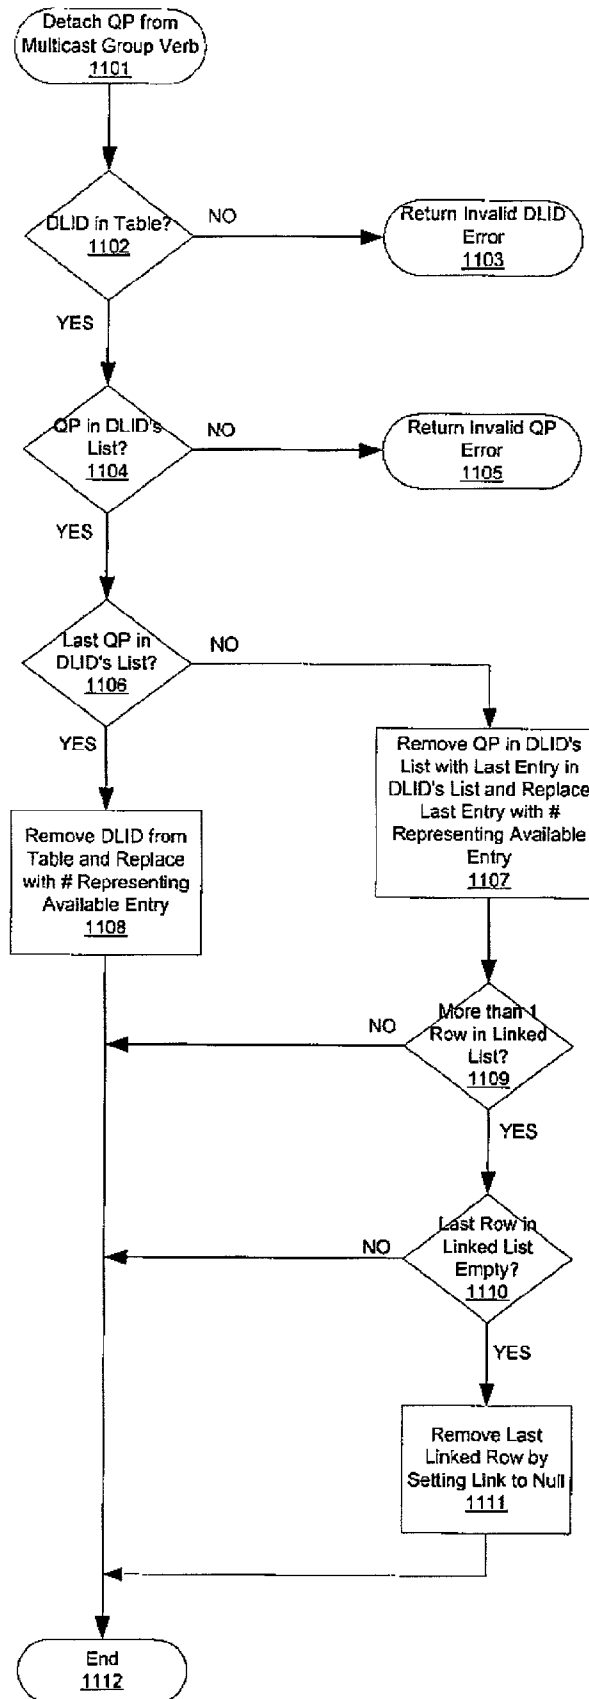 Detach QP from
Multicast Group Verb
1101
DLID in Table?
1102
NO
Return Invalid DLID
Error
1103
YES
QP in DLID's
List?
1104
NO
Return Invalid QP
Error
1105
YES
Last QP in
DLID's List?
1106
NO
YES
Remove QP in DLID's
List with Last Entry in
DLID's List and Replace
Last Entry with #
Representing Available
Entry
1107
Remove DLID from
Table and Replace
with # Representing
Available Entry
1108
More than 1
Row in Linked
List?
1109
NO
YES
Last Row in
Linked List
Empty?
1110
NO
YES
Remove Last
Linked Row by
Setting Link to Null
1111
End
1112